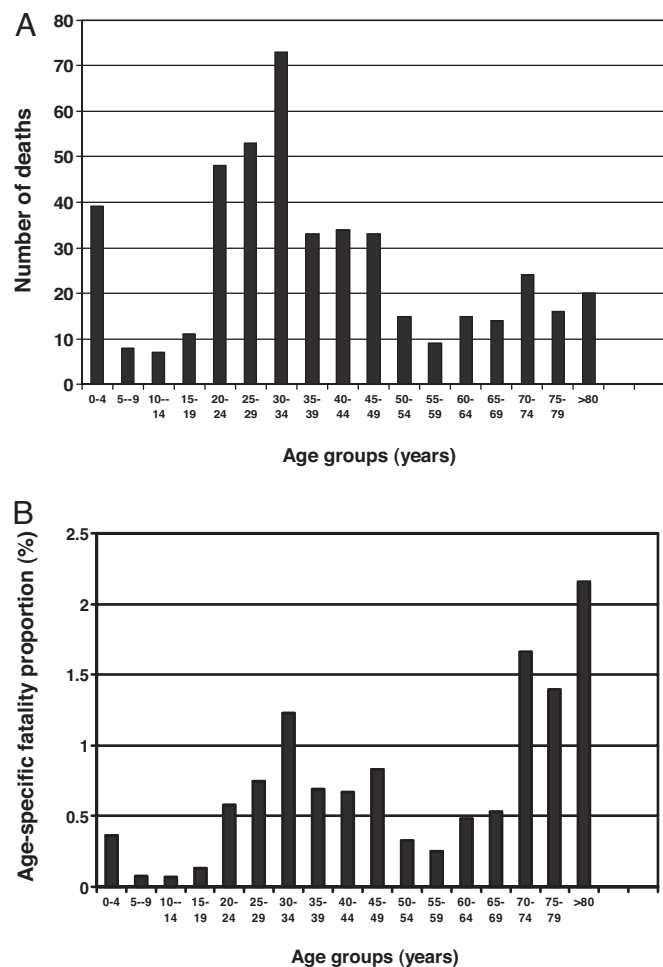 A
Number of deaths
80
70
60
50
40
30
20
10
0
0-4 5--9 10-- 15- 20- 25- 30- 35- 40- 45- 50- 55- 60- 65- 70- 75- >80
14 19 24 29 34 39 44 49 54 59 64 69 74 79
Age groups (years)
B
Age-specific fatality proportion (%)
2.5
2
1.5
1
0.5
0
0-4 5--9 10-- 15- 20- 25- 30- 35- 40- 45- 50- 55- 60- 65- 70- 75- >80
14 19 24 29 34 39 44 49 54 59 64 69 74 79
Age groups (years)